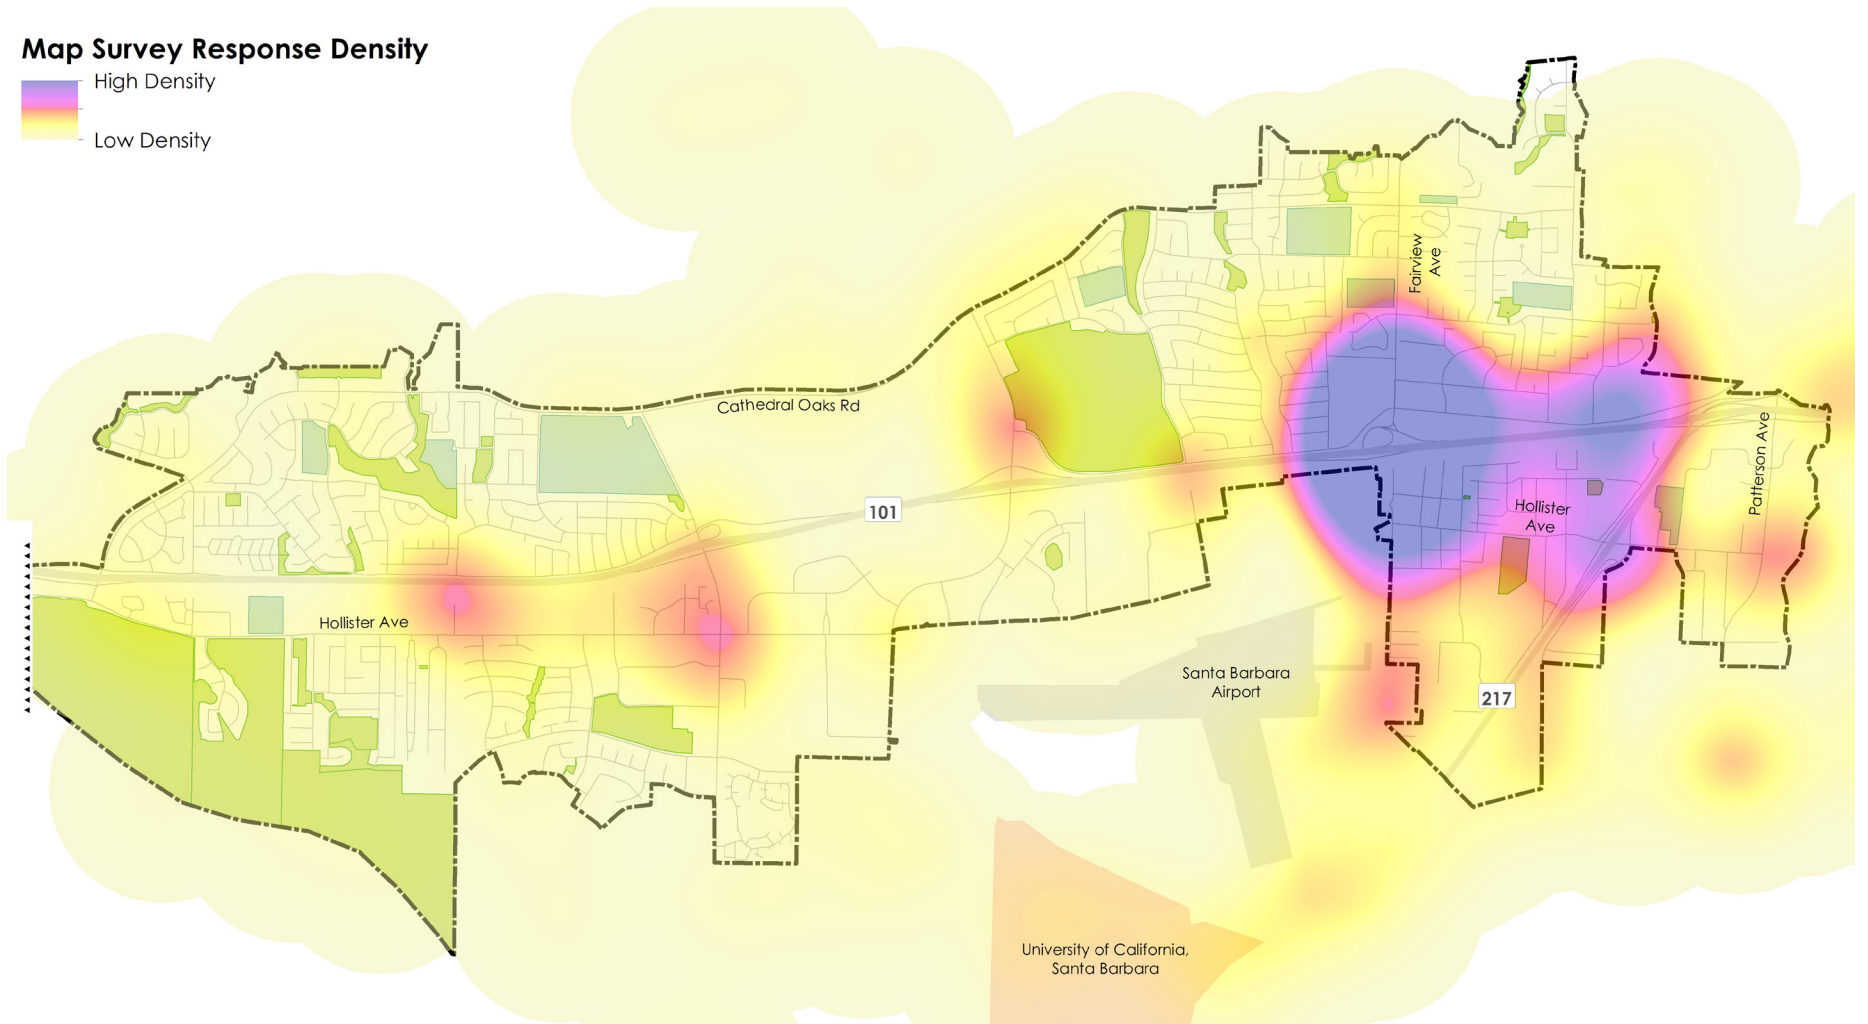 Map Survey Response Density
High Density
Low Density
Fairview
Ave
Cathedral Oaks Rd
Patterson Ave
101
Hollister
Ave
Hollister Ave
Santa Barbara
Airport
217
University of California,
Santa Barbara